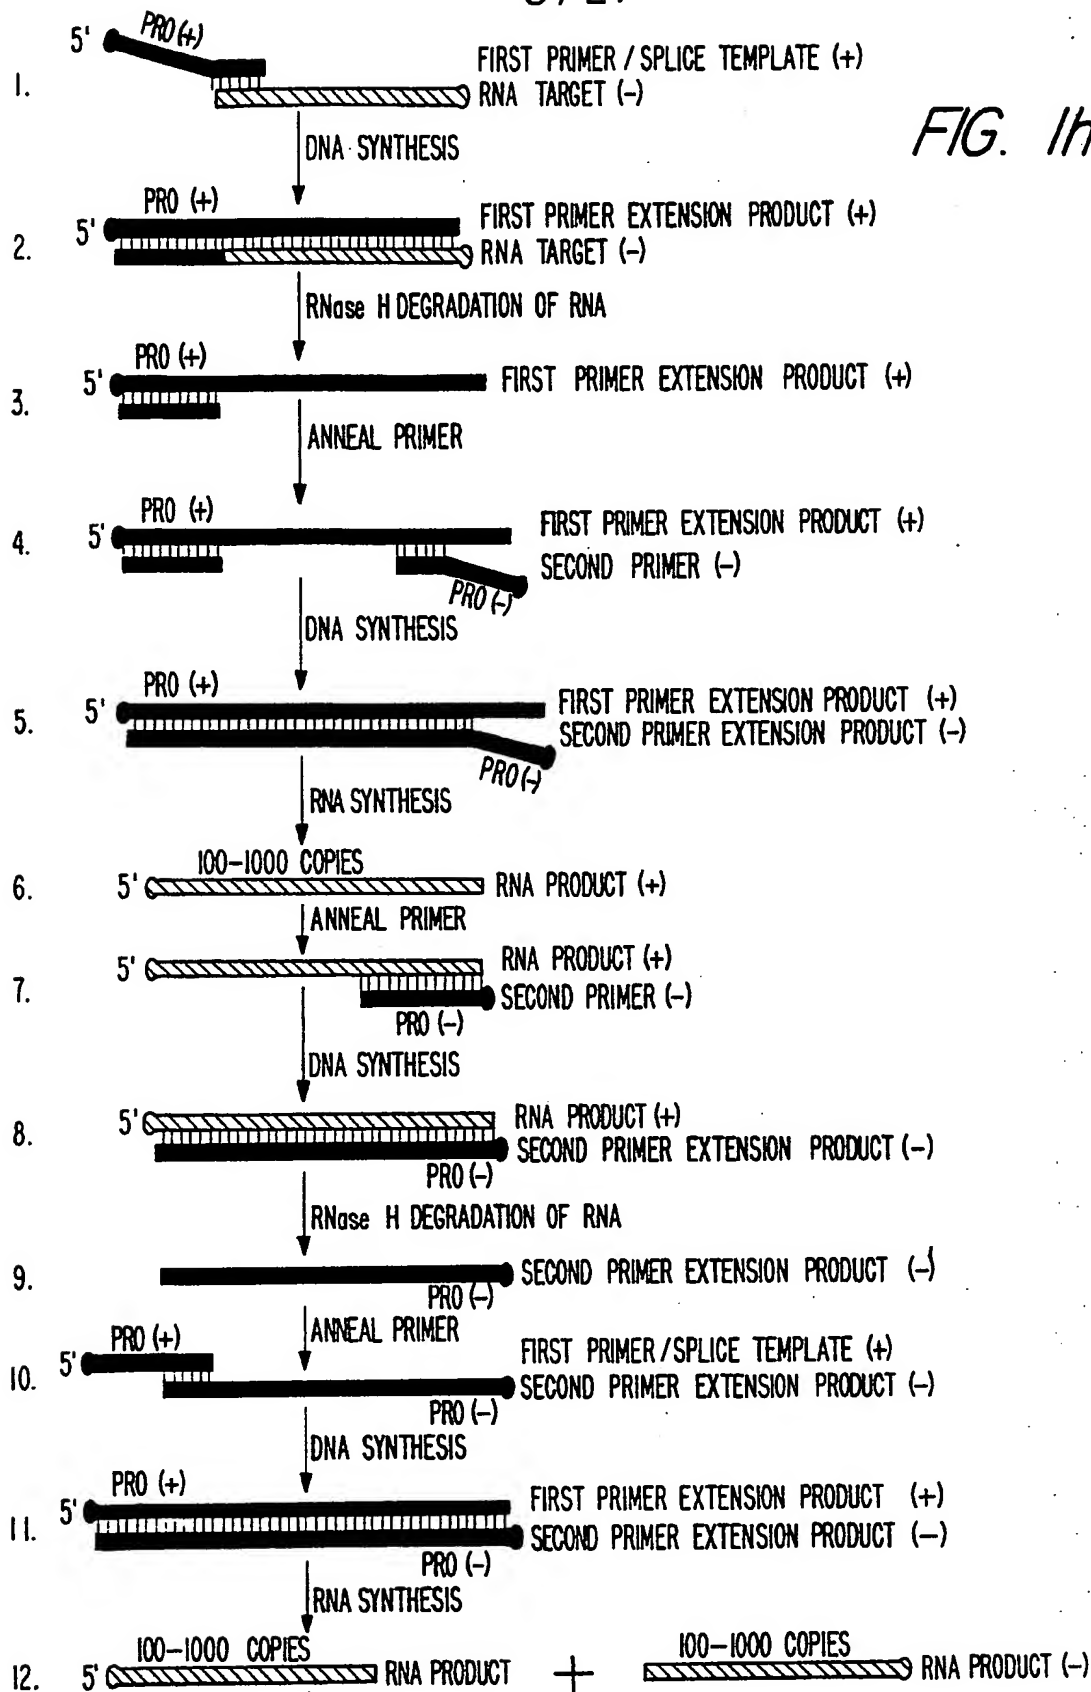 FIG. 1h
1.
5'
PRO (+)
FIRST PRIMER / SPLICE TEMPLATE (+)
RNA TARGET (-)
DNA SYNTHESIS
2.
5'
PRO (+)
FIRST PRIMER EXTENSION PRODUCT (+)
RNA TARGET (-)
RNase H DEGRADATION OF RNA
3.
5'
PRO (+)
FIRST PRIMER EXTENSION PRODUCT (+)
ANNEAL PRIMER
4.
5'
PRO (+)
FIRST PRIMER EXTENSION PRODUCT (+)
SECOND PRIMER (-)
PRO (-)
DNA SYNTHESIS
5.
5'
PRO (+)
FIRST PRIMER EXTENSION PRODUCT (+)
SECOND PRIMER EXTENSION PRODUCT (-)
PRO (-)
RNA SYNTHESIS
6.
100-1000 COPIES
5'
RNA PRODUCT (+)
ANNEAL PRIMER
7.
5'
RNA PRODUCT (+)
SECOND PRIMER (-)
PRO (-)
DNA SYNTHESIS
8.
5'
RNA PRODUCT (+)
SECOND PRIMER EXTENSION PRODUCT (-)
PRO (-)
RNase H DEGRADATION OF RNA
9.
SECOND PRIMER EXTENSION PRODUCT (-)
PRO (-)
ANNEAL PRIMER
10.
5'
PRO (+)
FIRST PRIMER / SPLICE TEMPLATE (+)
SECOND PRIMER EXTENSION PRODUCT (-)
PRO (-)
DNA SYNTHESIS
11.
5'
PRO (+)
FIRST PRIMER EXTENSION PRODUCT (+)
SECOND PRIMER EXTENSION PRODUCT (-)
PRO (-)
RNA SYNTHESIS
12.
100-1000 COPIES
5'
RNA PRODUCT
+
100-1000 COPIES
RNA PRODUCT (-)